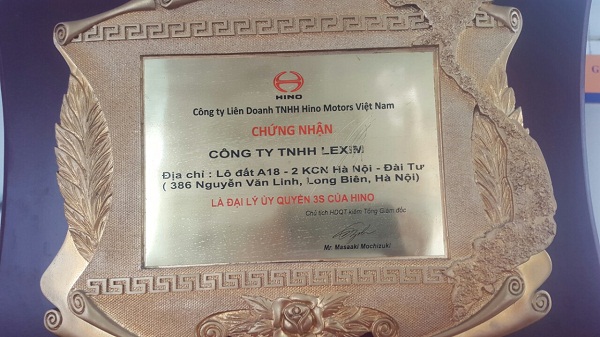 HINO
Công ty Liên Doanh TNHH Hino Motors Việt Nam
CHỨNG NHẬN
CÔNG TY TNHH LEXIM
Địa chỉ : Lô đất A18 - 2 KCN Hà Nội - Đài Tư
( 386 Nguyễn Văn Linh, Long Biên, Hà Nội)
LÀ ĐẠI LÝ ỦY QUYỀN 3S CỦA HINO
Chủ tịch HĐQT kiêm Tổng Giám đốc
Mr. Masaaki Mochizuki